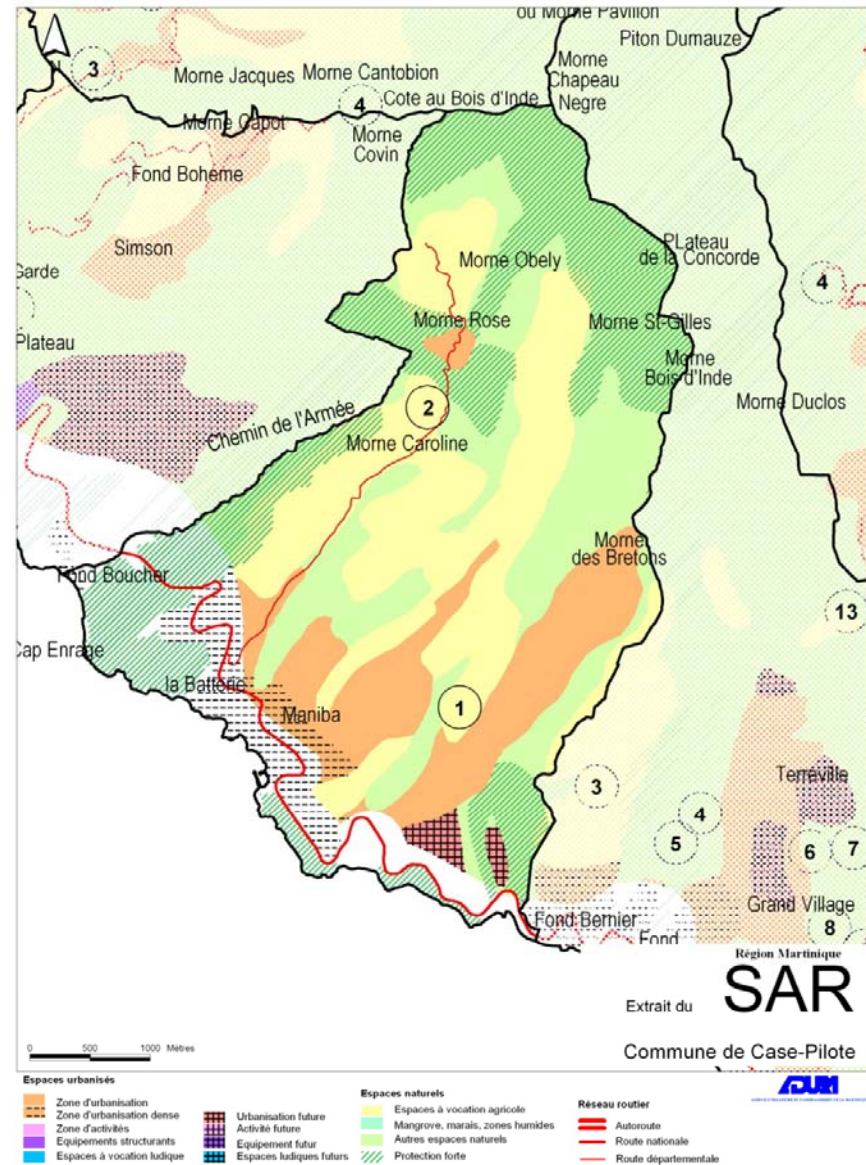 ou Morne Pavillon
Piton Dumauze
3
Morne Jacques
Morne Cantobion
Morne
Chapeau
Negre
4
Cote au Bois d'Inde
Morne Capot
Morne
Covin
Fond Boheme
Simson
Morne Obely
PLateau
de la Concorde
Garde
4
Morne Rose
Morne St-Gilles
Plateau
Morne
Bois d'Inde
2
Morne Duclos
Chemin de l'Armée
Morne Caroline
Morne
des Bretons
Fond Boucher
13
Cap Enrage
la Batterie
Maniba
1
3
Terreville
4
5
6
7
Grand Village
8
Fond Bernier
Fond
Région Martinique
Extrait du SAR
0 500 1000 Mètres
Commune de Case-Pilote
Espaces urbanisés
Zone d'urbanisation
Zone d'urbanisation dense
Zone d'activités
Equipements structurants
Espaces à vocation ludique
Urbanisation future
Activité future
Equipement futur
Espaces ludiques futurs
Espaces naturels
Espaces à vocation agricole
Mangrove, marais, zones humides
Autres espaces naturels
Protection forte
Réseau routier
Autoroute
Route nationale
Route départementale
ADUAM